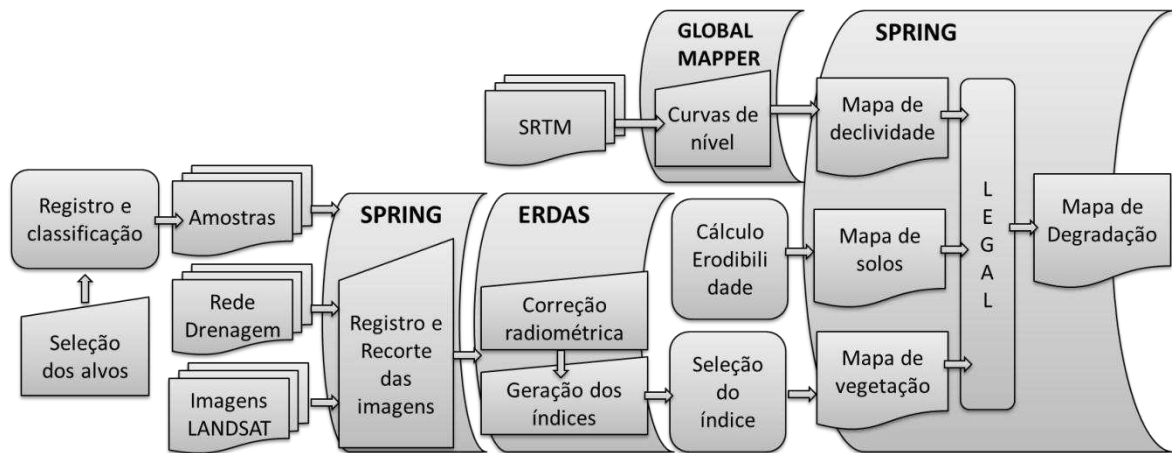 GLOBAL
MAPPER
SPRING
SRTM
Curvas de
nível
Mapa de
declividade
Registro e
classificação
Amostras
SPRING
ERDAS
Cálculo
Erodibili
dade
Mapa de
solos
L
E
G
A
L
Mapa de
Degradação
Seleção
dos alvos
Rede
Drenagem
Registro e
Recorte
das
imagens
Correção
radiométrica
Imagens
LANDSAT
Geração dos
índices
Seleção
do
índice
Mapa de
vegetação